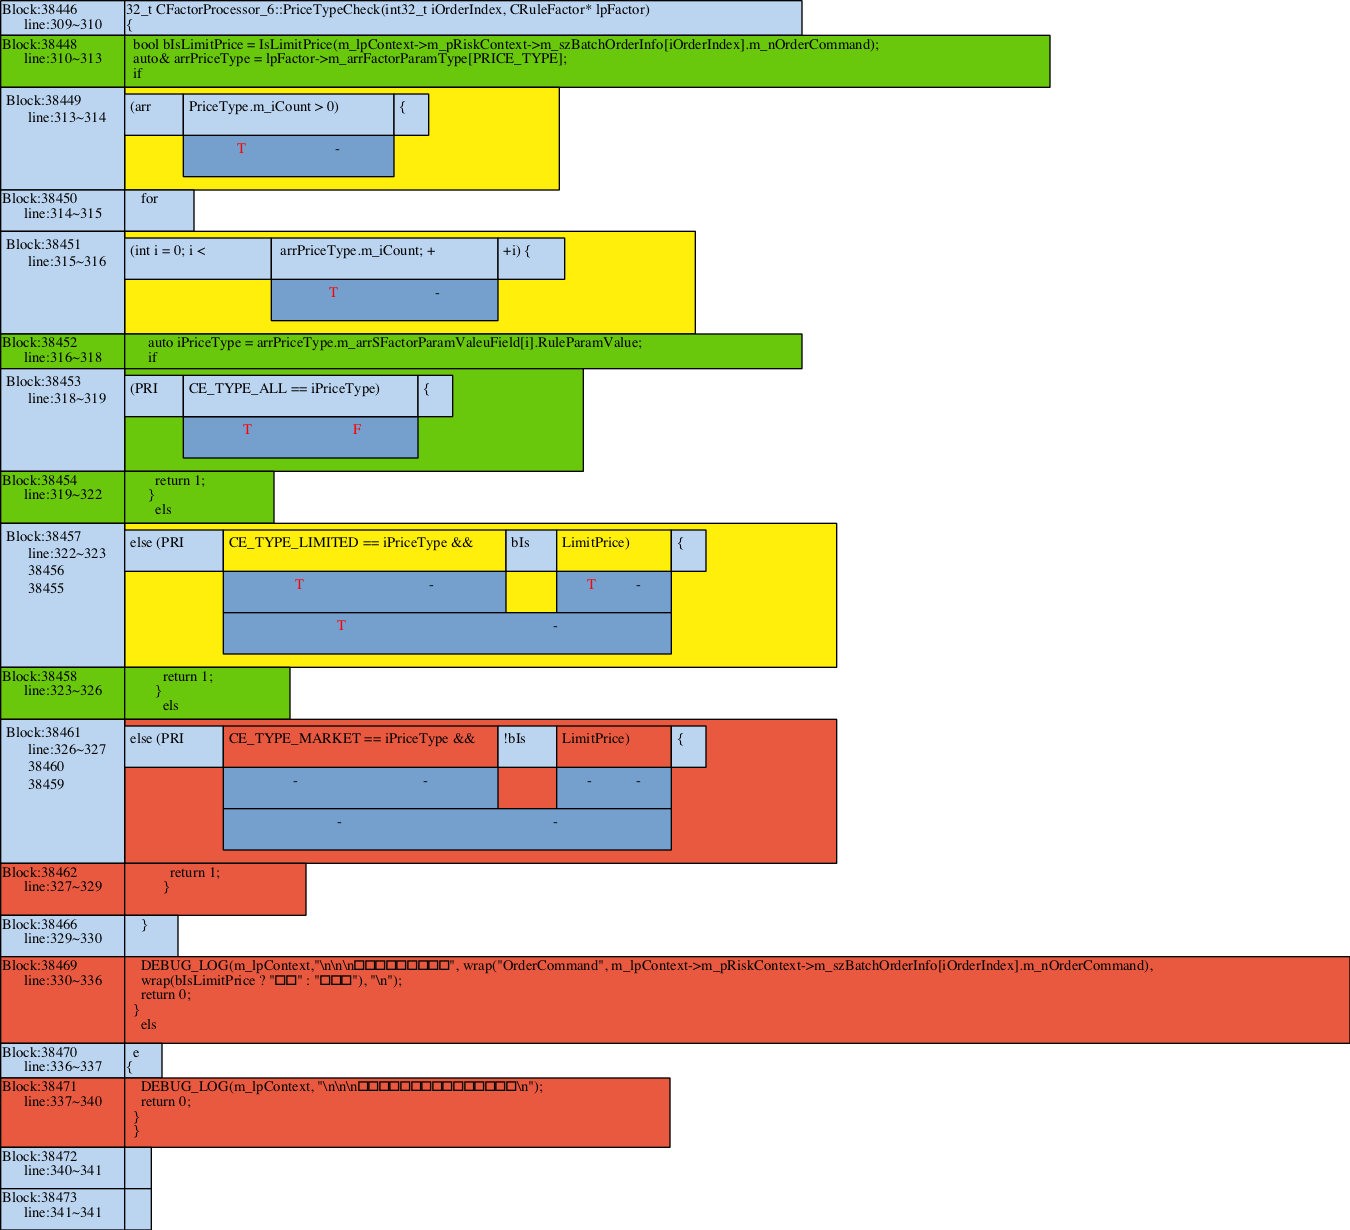 Block:38446 32_t CFactorProcessor_6::PriceTypeCheck(int32_t iOrderIndex, CRuleFactor* lpFactor)
line:309~310 {
Block:38448 bool bIsLimitPrice = IsLimitPrice(m_lpContext->m_pRiskContext->m_szBatchOrderInfo[iOrderIndex].m_nOrderCommand);
line:310~313 auto& arrPriceType = lpFactor->m_arrFactorParamType[PRICE_TYPE];
if
Block:38449 (arr PriceType.m_iCount > 0) {
line:313~314
T -
Block:38450 for
line:314~315
Block:38451 (int i = 0; i < arrPriceType.m_iCount; + +i) {
line:315~316
T -
Block:38452 auto iPriceType = arrPriceType.m_arrSFactorParamValeuField[i].RuleParamValue;
line:316~318 if
Block:38453 (PRI CE_TYPE_ALL == iPriceType) {
line:318~319
T F
Block:38454 return 1;
line:319~322 }
els
Block:38457 else (PRI CE_TYPE_LIMITED == iPriceType && bIs LimitPrice) {
line:322~323
38456
38455
T - T -
T -
Block:38458 return 1;
line:323~326 }
els
Block:38461 else (PRI CE_TYPE_MARKET == iPriceType && !bIs LimitPrice) {
line:326~327
38460
38459
- - - -
- -
Block:38462 return 1;
line:327~329 }
Block:38466 }
line:329~330
Block:38469 DEBUG_LOG(m_lpContext,"\n\n\n□□□□□□□□□", wrap("OrderCommand", m_lpContext->m_pRiskContext->m_szBatchOrderInfo[iOrderIndex].m_nOrderCommand),
line:330~336 wrap(bIsLimitPrice ? "□□" : "□□□"), "\n");
return 0;
}
els
Block:38470 e
line:336~337 {
Block:38471 DEBUG_LOG(m_lpContext, "\n\n\n□□□□□□□□□□□□□□□\n");
line:337~340 return 0;
}
}
Block:38472
line:340~341
Block:38473
line:341~341